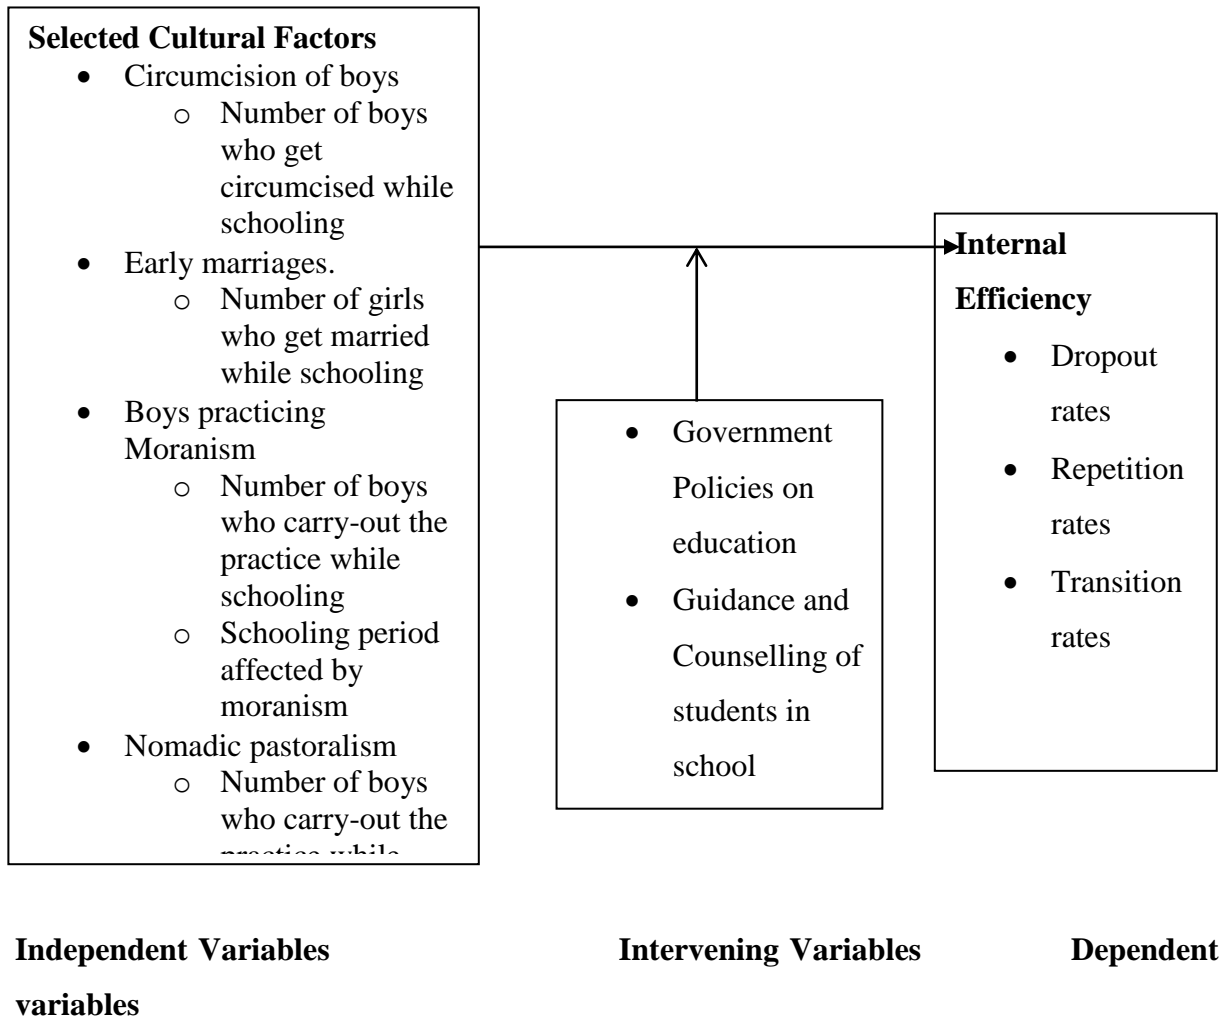 Selected Cultural Factors
• Circumcision of boys
o Number of boys
who get
circumcised while
schooling
• Early marriages.
o Number of girls
who get married
while schooling
• Boys practicing
Moranism
o Number of boys
who carry-out the
practice while
schooling
o Schooling period
affected by
moranism
• Nomadic pastoralism
o Number of boys
who carry-out the
practice while
• Government
Policies on
education
• Guidance and
Counselling of
students in
school
Internal
Efficiency
• Dropout
rates
• Repetition
rates
• Transition
rates
Independent Variables Intervening Variables Dependent
variables